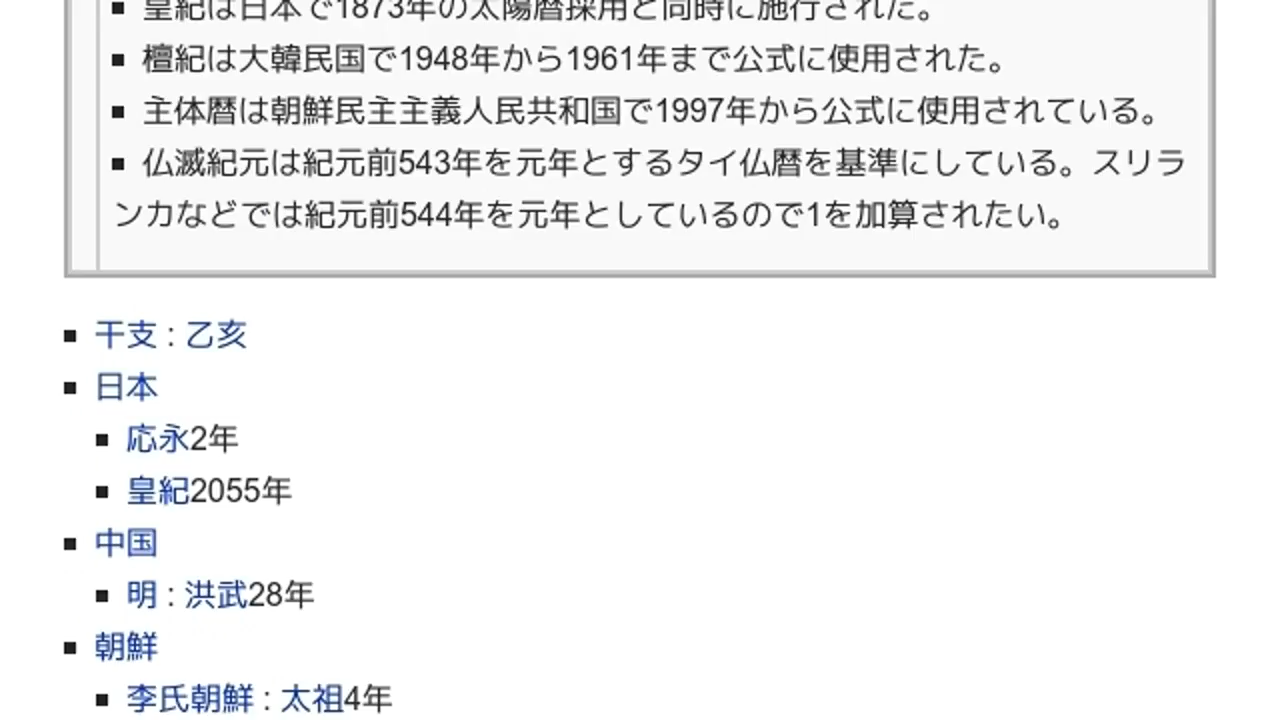 皇紀は日本で1873年の太陽暦採用と同時に施行された。
檀紀は大韓民国で1948年から1961年まで公式に使用された。
主体暦は朝鮮民主主義人民共和国で1997年から公式に使用されている。
仏滅紀元は紀元前543年を元年とするタイ仏暦を基準にしている。スリラ
ンカなどでは紀元前544年を元年としているので1を加算されたい。
干支 : 乙亥
日本
応永2年
皇紀2055年
中国
明 : 洪武28年
朝鮮
李氏朝鮮 : 太祖4年